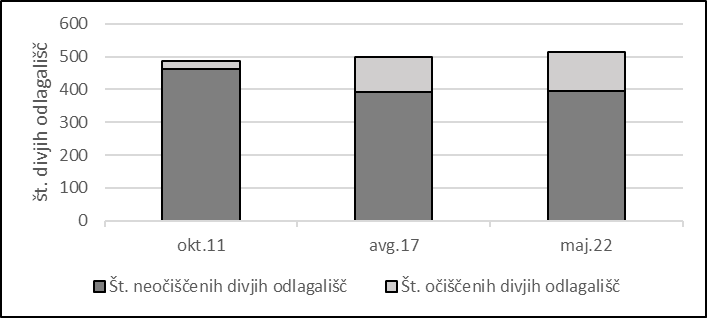 600
500
400
300
200
100
0
št. divjih odlagališč
okt.11
avg.17
maj.22
Št. neočiščenih divjih odlagališč
Št. očiščenih divjih odlagališč